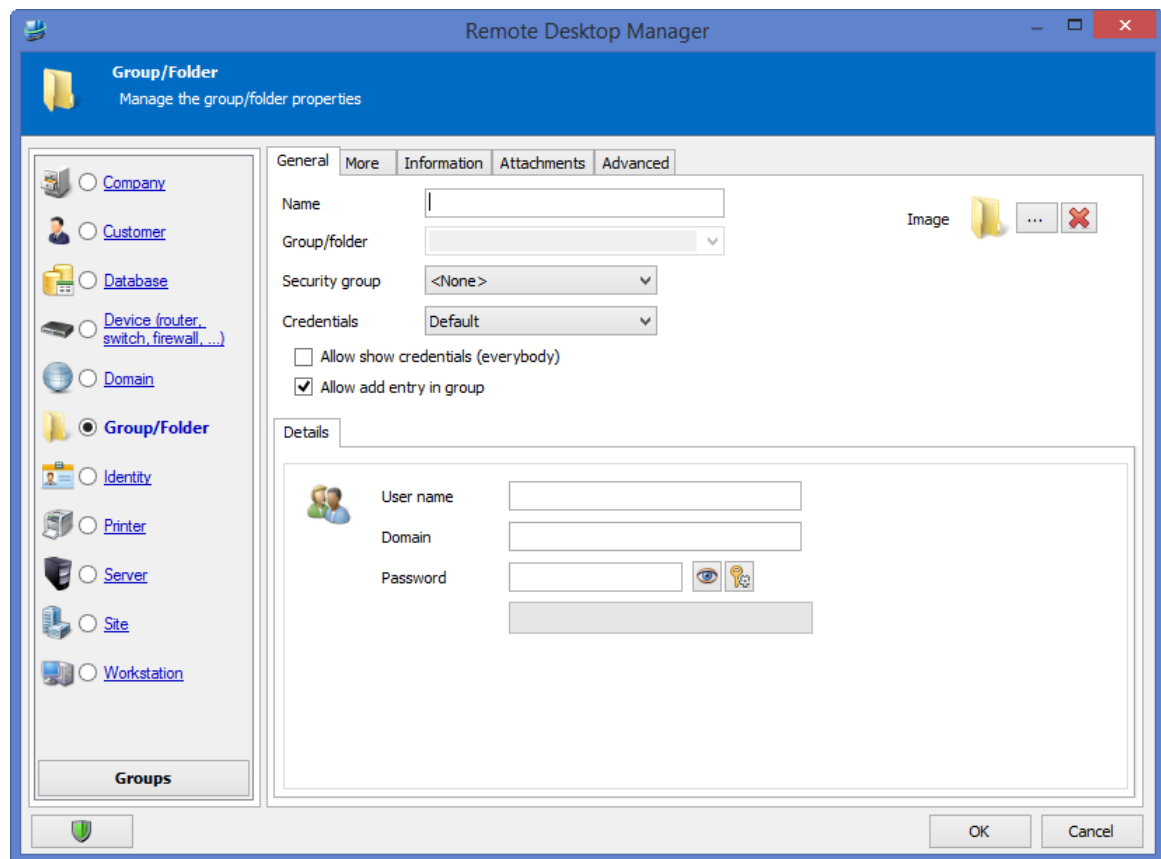 Remote Desktop Manager
Group/Folder
Manage the group/folder properties
Company
Customer
Database
Device (router,
switch, firewall, ...)
Domain
Group/Folder
Identity
Printer
Server
Site
Workstation
Groups
General More Information Attachments Advanced
Name
Image ...
Group/folder
Security group <None>
Credentials Default
Allow show credentials (everybody)
Allow add entry in group
Details
User name
Domain
Password
OK Cancel